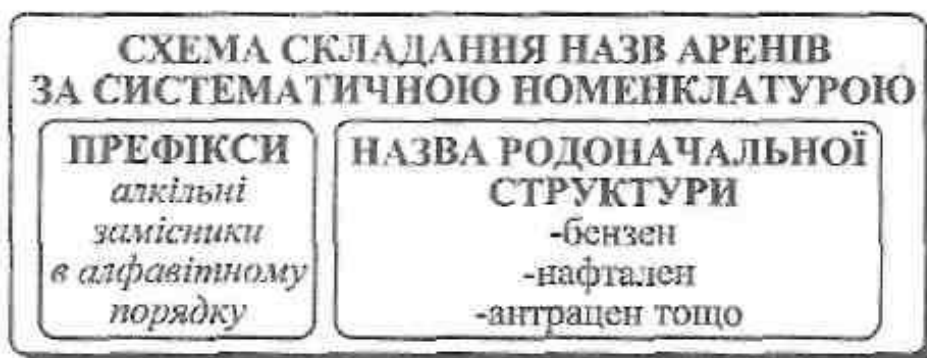 СХЕМА СКЛАДАННЯ НАЗВ АРЕНІВ
ЗА СИСТЕМАТИЧНОЮ НОМЕНКЛАТУРОЮ
ПРЕФІКСИ
алкільні
замісники
в алфавітному
порядку
НАЗВА РОДОНАЧАЛЬНОЇ
СТРУКТУРИ
-бензен
-нафтален
-антрацен тощо